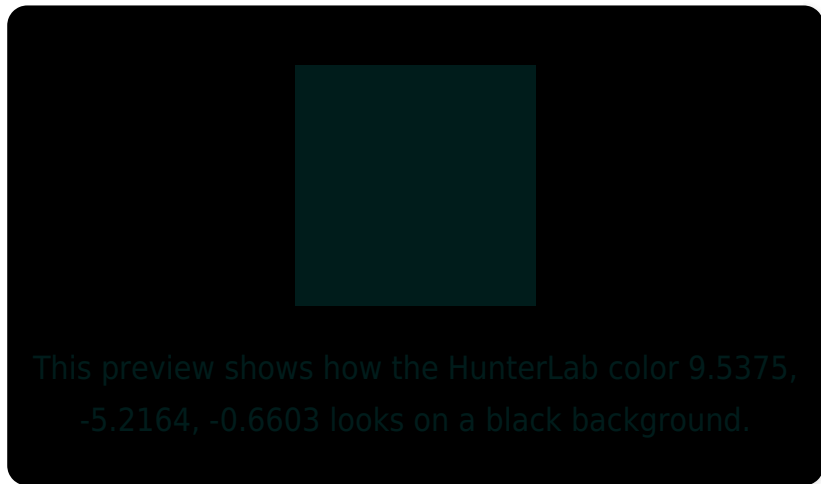 This preview shows how the HunterLab color 9.5375,
-5.2164, -0.6603 looks on a black background.